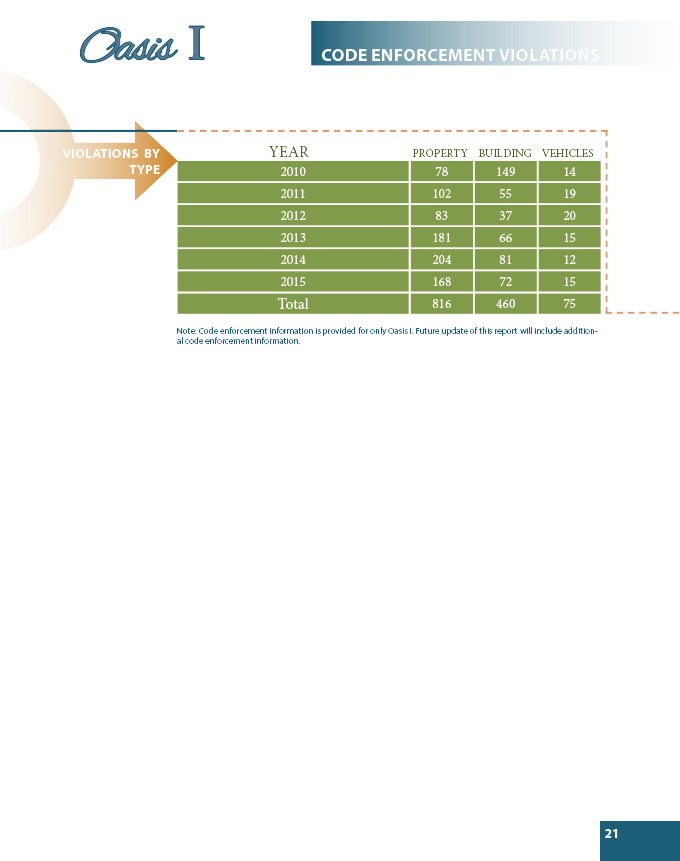 Oasis I
CODE ENFORCEMENT VIOLATIONS
VIOLATIONS BY
TYPE
YEAR PROPERTY BUILDING VEHICLES
2010 78 149 14
2011 102 55 19
2012 83 37 20
2013 181 66 15
2014 204 81 12
2015 168 72 15
Total 816 460 75
Note: Code enforcement information is provided for only Oasis I. Future update of this report will include addition-
al code enforcement information.
21